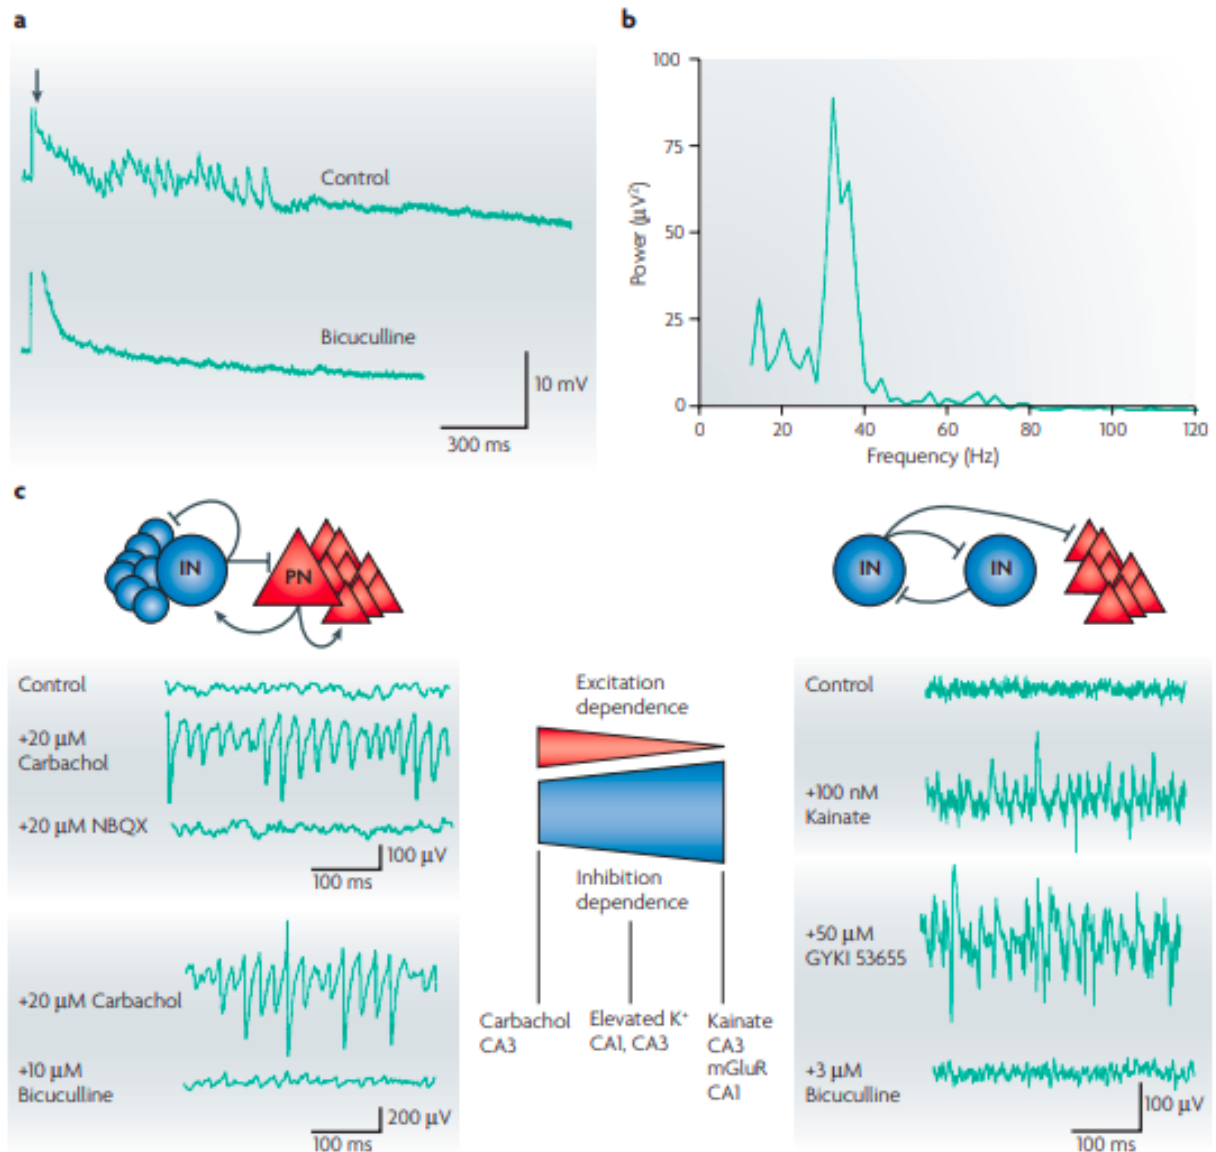 a
Control
Bicuculline
10 mV
300 ms
b
100
75
50
25
0
Power (μV²)
0 20 40 60 80 100 120
Frequency (Hz)
c
IN
PN
IN
IN
Control
+20 μM
Carbachol
+20 μM NBQX
100 μV
100 ms
+20 μM Carbachol
+10 μM
Bicuculline
200 μV
100 ms
Excitation
dependence
Inhibition
dependence
Carbachol
CA3
Elevated K⁺
CA1, CA3
Kainate
CA3
mGluR
CA1
Control
+100 nM
Kainate
+50 μM
GYKI 53655
+3 μM
Bicuculline
100 μV
100 ms